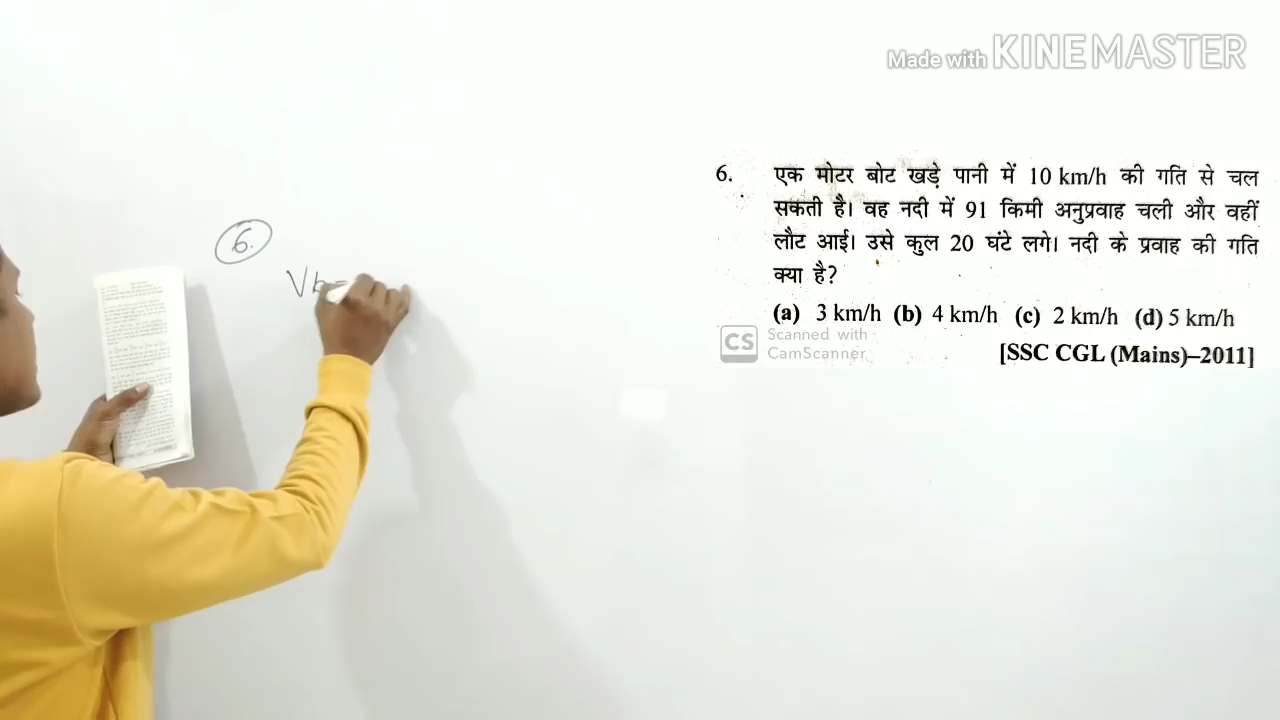 Made with KINEMASTER
6.
Vb=
6. एक मोटर बोट खड़े पानी में 10 km/h की गति से चल
सकती है। वह नदी में 91 किमी अनुप्रवाह चली और वहीं
लौट आई। उसे कुल 20 घंटे लगे। नदी के प्रवाह की गति
क्या है?
(a) 3 km/h (b) 4 km/h (c) 2 km/h (d) 5 km/h
CS Scanned with
CamScanner
[SSC CGL (Mains)–2011]